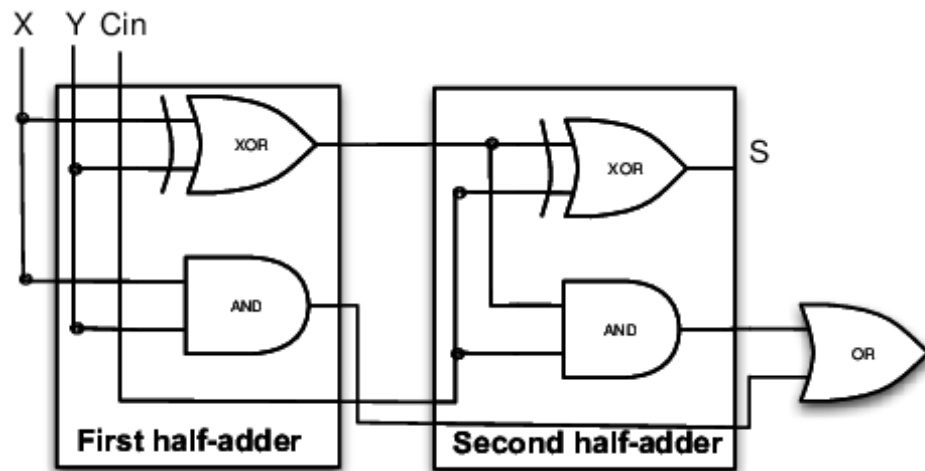 X Y Cin
XOR
XOR
S
AND
AND
OR
First half-adder
Second half-adder